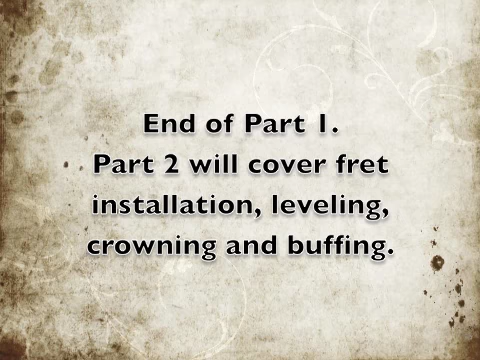 End of Part 1.
Part 2 will cover fret
installation, leveling,
crowning and buffing.